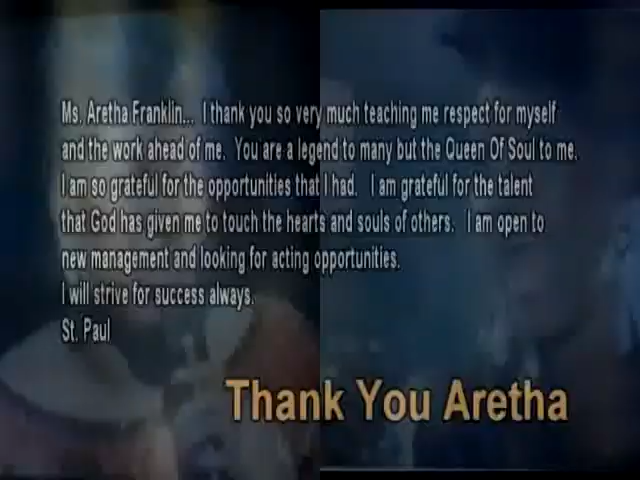 Ms. Aretha Franklin... I thank you so very much teaching me respect for myself
and the work ahead of me. You are a legend to many but the Queen Of Soul to me.
I am so grateful for the opportunities that I had. I am grateful for the talent
that God has given me to touch the hearts and souls of others. I am open to
new management and looking for acting opportunities.
I will strive for success always.
St. Paul
Thank You Aretha